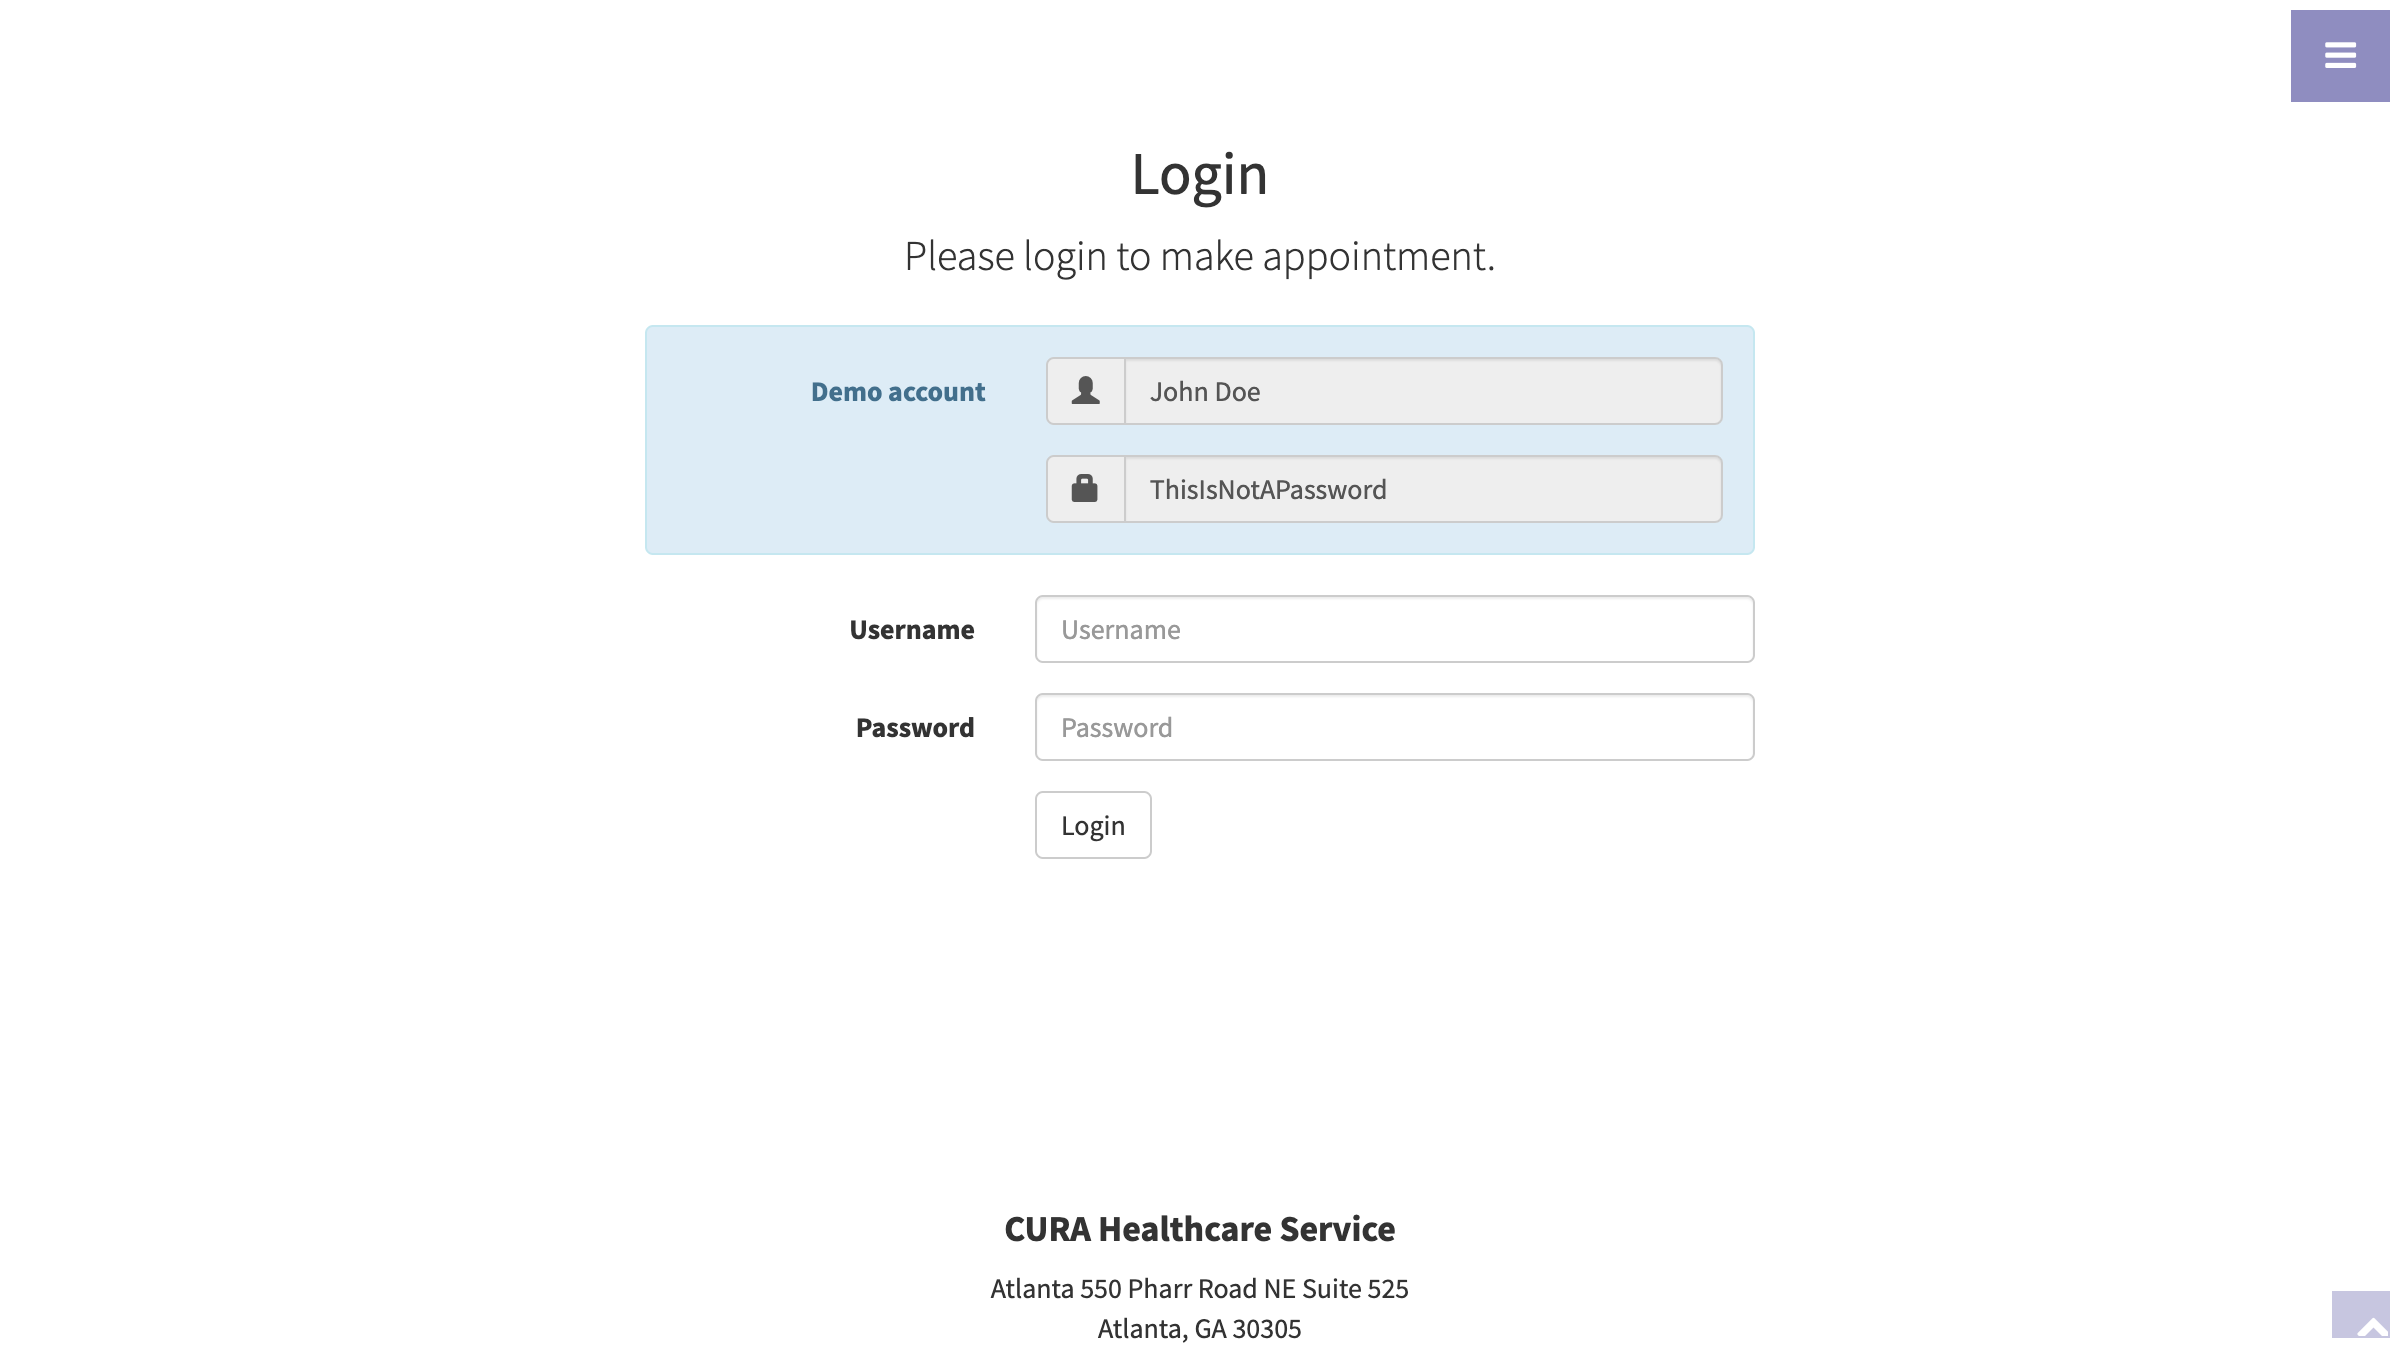 Login
Please login to make appointment.
Demo account
John Doe
ThisIsNotAPassword
Username
Username
Password
Password
Login
CURA Healthcare Service
Atlanta 550 Pharr Road NE Suite 525
Atlanta, GA 30305